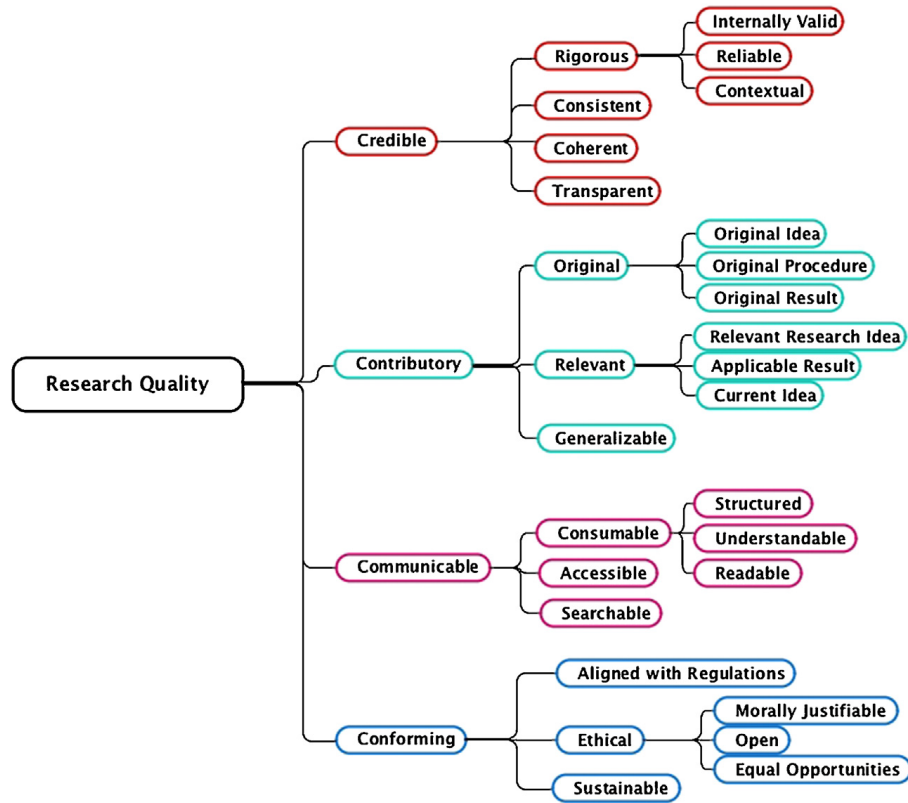 Research Quality
Credible
Rigorous
Internally Valid
Reliable
Contextual
Consistent
Coherent
Transparent
Contributory
Original
Original Idea
Original Procedure
Original Result
Relevant
Relevant Research Idea
Applicable Result
Current Idea
Generalizable
Communicable
Consumable
Structured
Understandable
Readable
Accessible
Searchable
Conforming
Aligned with Regulations
Ethical
Morally Justifiable
Open
Equal Opportunities
Sustainable